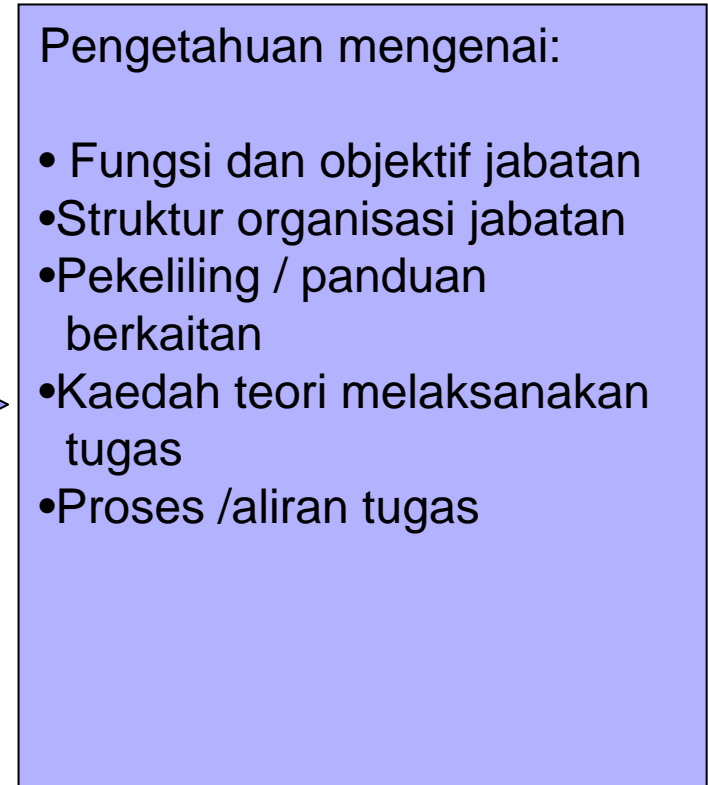 Pengetahuan mengenai:
• Fungsi dan objektif jabatan
•Struktur organisasi jabatan
•Pekeliling / panduan
berkaitan
•Kaedah teori melaksanakan
tugas
•Proses /aliran tugas